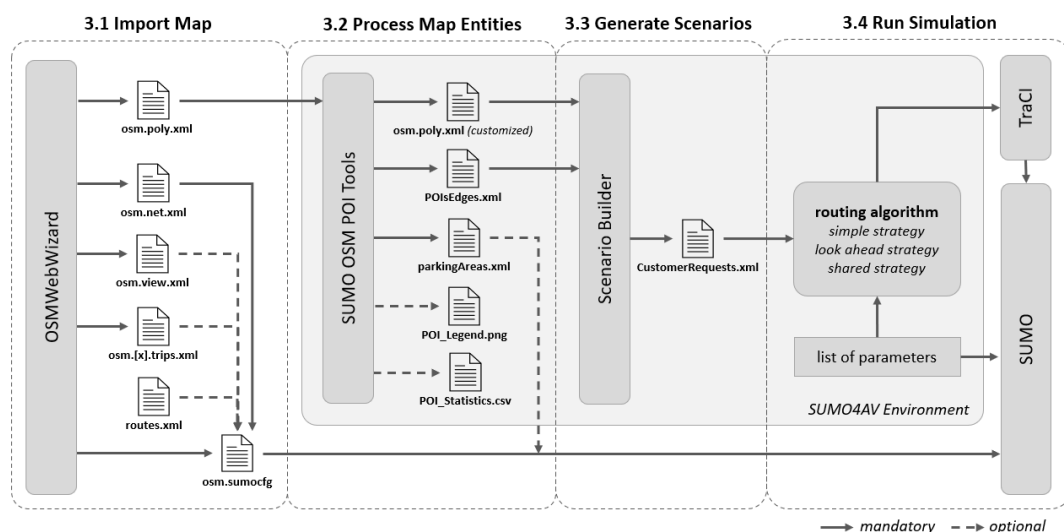 3.1 Import Map
3.2 Process Map Entities
3.3 Generate Scenarios
3.4 Run Simulation
OSMWebWizard
osm.poly.xml
osm.net.xml
osm.view.xml
osm.[x].trips.xml
routes.xml
osm.sumocfg
SUMO OSM POI Tools
osm.poly.xml (customized)
POIsEdges.xml
parkingAreas.xml
POI_Legend.png
POI_Statistics.csv
Scenario Builder
CustomerRequests.xml
routing algorithm
simple strategy
look ahead strategy
shared strategy
list of parameters
SUMO4AV Environment
TraCI
SUMO
mandatory
optional